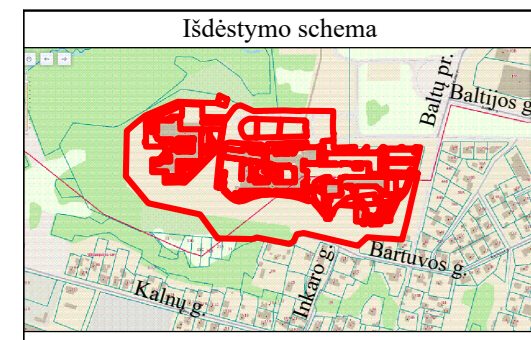 Išdėstymo schema
Baltų pr.
Baltijos g.
Bartuvos g.
Inkaro g.
Kalnų g.